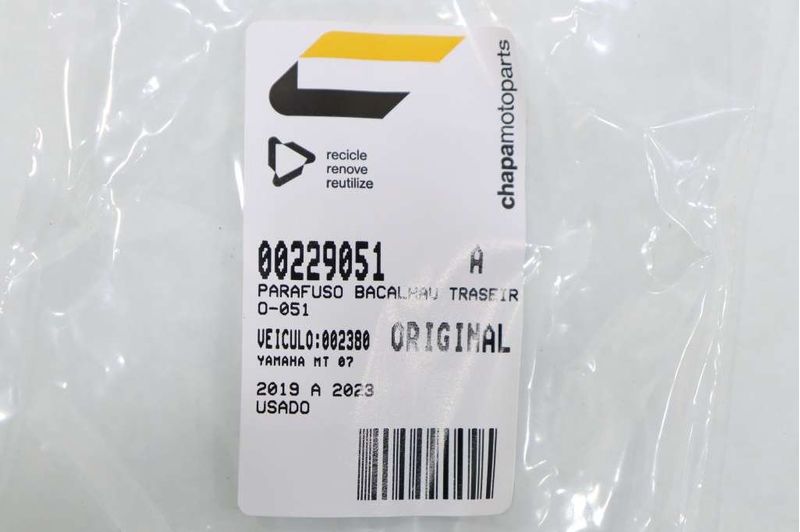 chapamotoparts
recicle
renove
reutilize
00229051 A
PARAFUSO BACALHAU TRASEIR
O-051
VEICULO:002380 ORIGINAL
YAMAHA MT 07
2019 A 2023
USADO